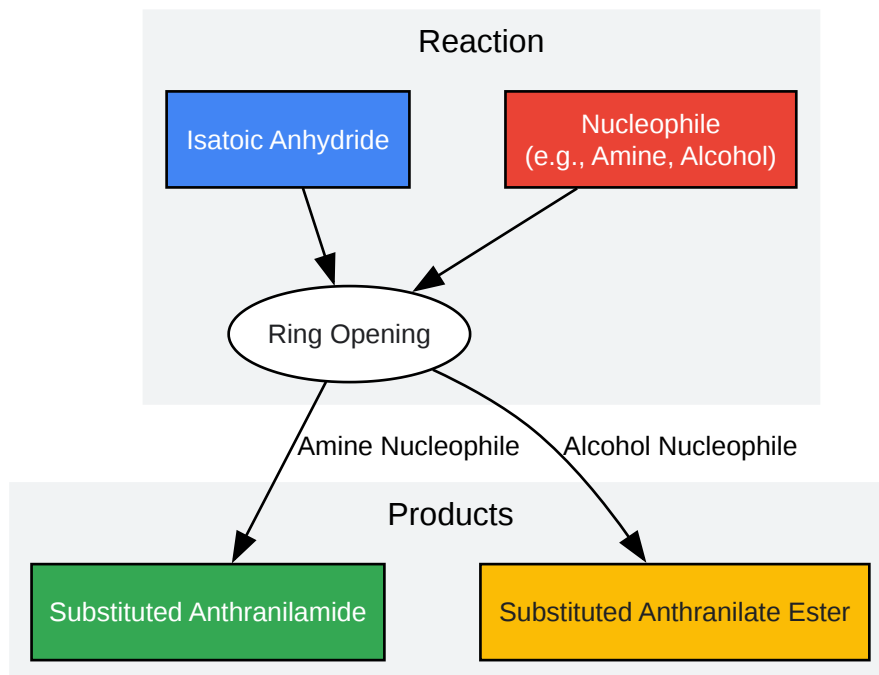 Reaction
Isatoic Anhydride
Nucleophile
(e.g., Amine, Alcohol)
Ring Opening
Amine Nucleophile
Alcohol Nucleophile
Products
Substituted Anthranilamide
Substituted Anthranilate Ester